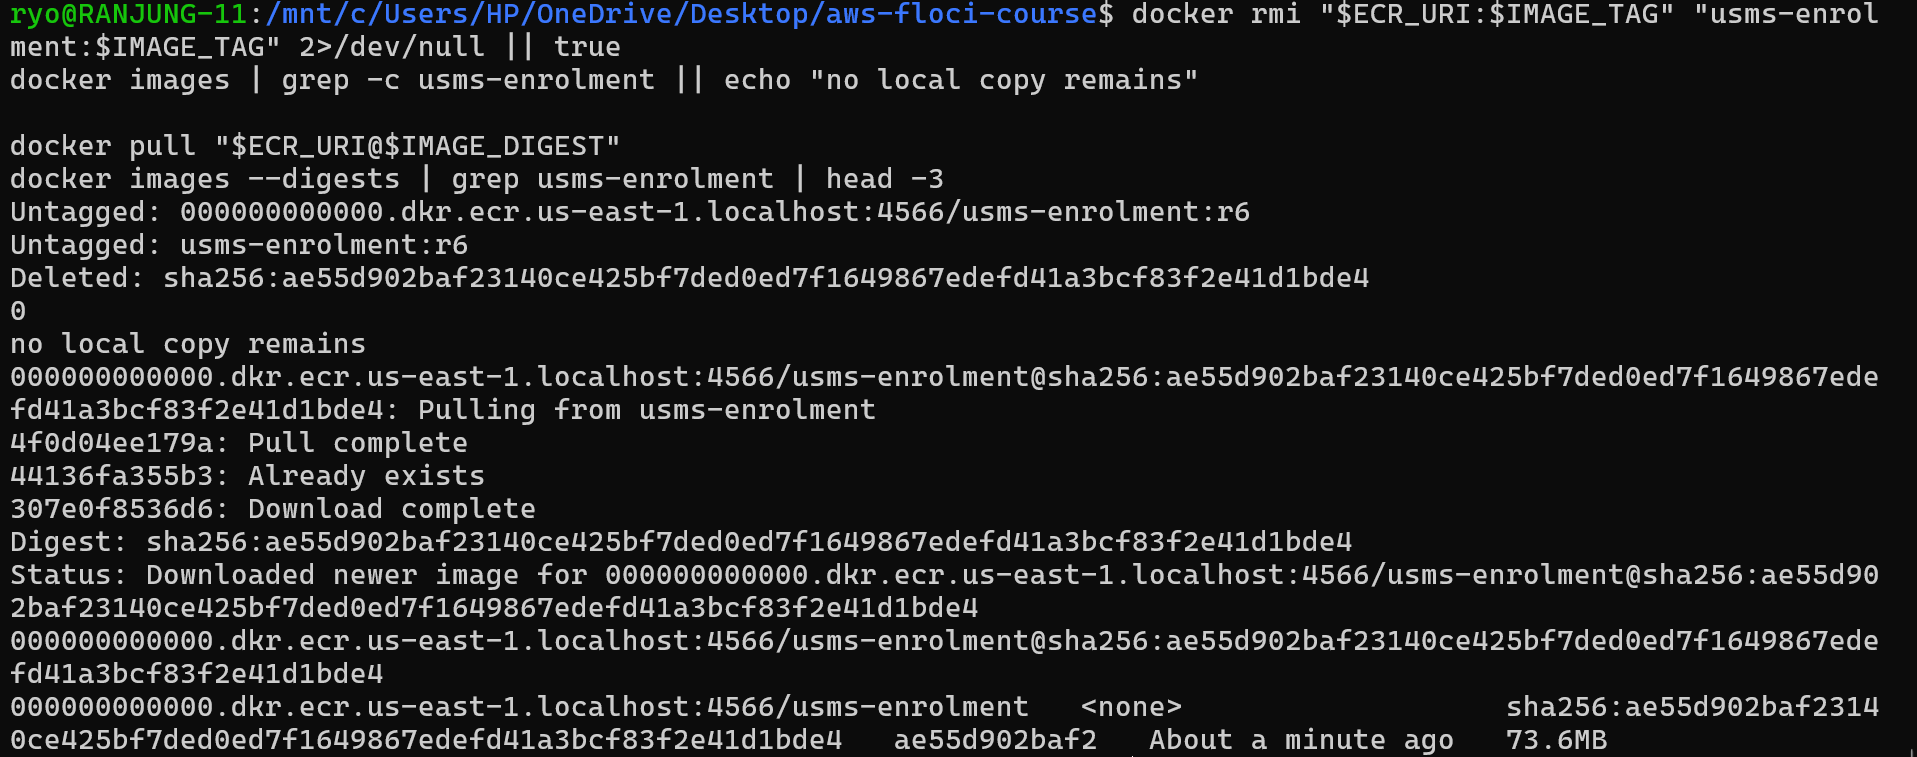 ryo@RANJUNG-11:/mnt/c/Users/HP/OneDrive/Desktop/aws-floci-course$ docker rmi "$ECR_URI:$IMAGE_TAG" "usms-enrol
ment:$IMAGE_TAG" 2>/dev/null || true
docker images | grep -c usms-enrolment || echo "no local copy remains"

docker pull "$ECR_URI@$IMAGE_DIGEST"
docker images --digests | grep usms-enrolment | head -3
Untagged: 000000000000.dkr.ecr.us-east-1.localhost:4566/usms-enrolment:r6
Untagged: usms-enrolment:r6
Deleted: sha256:ae55d902baf23140ce425bf7ded0ed7f1649867edefd41a3bcf83f2e41d1bde4
0
no local copy remains
000000000000.dkr.ecr.us-east-1.localhost:4566/usms-enrolment@sha256:ae55d902baf23140ce425bf7ded0ed7f1649867ede
fd41a3bcf83f2e41d1bde4: Pulling from usms-enrolment
4f0d04ee179a: Pull complete
44136fa355b3: Already exists
307e0f8536d6: Download complete
Digest: sha256:ae55d902baf23140ce425bf7ded0ed7f1649867edefd41a3bcf83f2e41d1bde4
Status: Downloaded newer image for 000000000000.dkr.ecr.us-east-1.localhost:4566/usms-enrolment@sha256:ae55d90
2baf23140ce425bf7ded0ed7f1649867edefd41a3bcf83f2e41d1bde4
000000000000.dkr.ecr.us-east-1.localhost:4566/usms-enrolment@sha256:ae55d902baf23140ce425bf7ded0ed7f1649867ede
fd41a3bcf83f2e41d1bde4
000000000000.dkr.ecr.us-east-1.localhost:4566/usms-enrolment   <none>                   sha256:ae55d902baf2314
0ce425bf7ded0ed7f1649867edefd41a3bcf83f2e41d1bde4   ae55d902baf2   About a minute ago   73.6MB